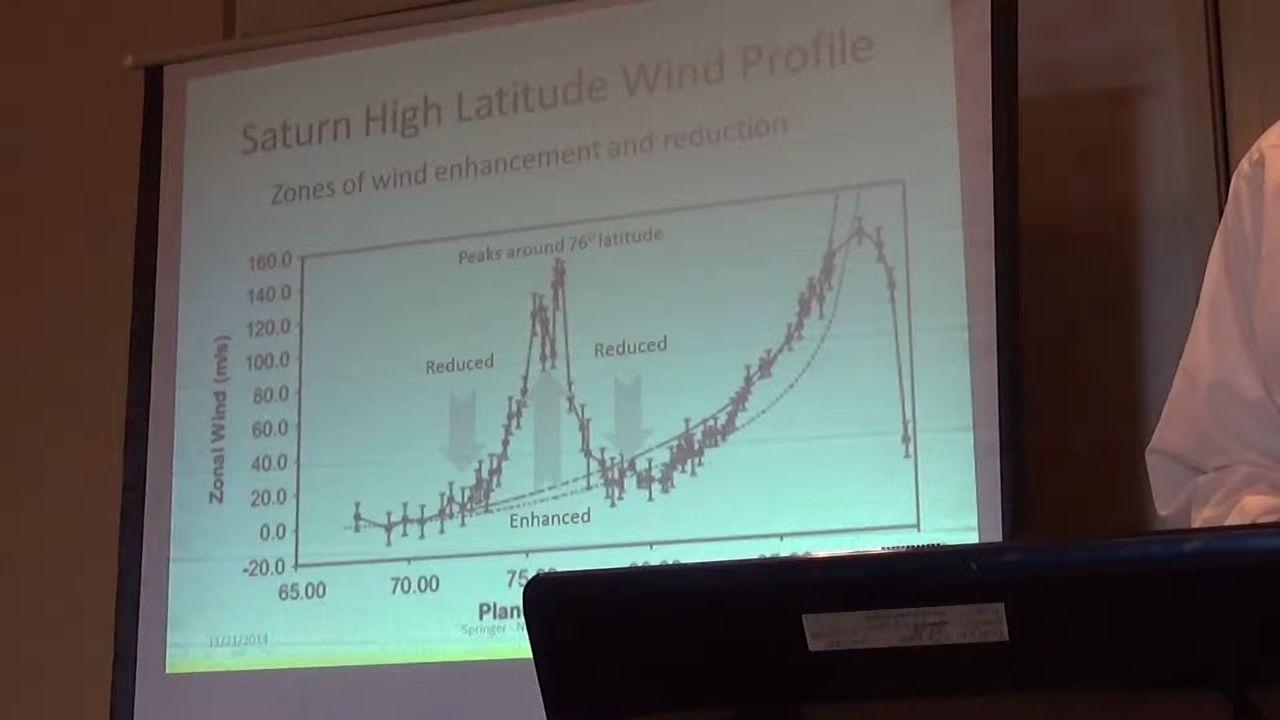 Saturn High Latitude Wind Profile
Zones of wind enhancement and reduction
Peaks around 76° latitude
160.0
140.0
120.0
100.0
80.0
60.0
40.0
20.0
0.0
-20.0
Zonal Wind (m/s)
Reduced
Reduced
Enhanced
65.00
70.00
75
Plan
11/21/2014
Springer - N